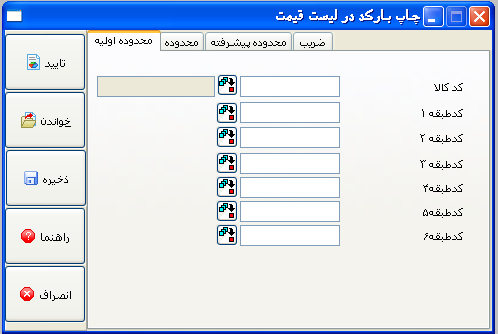 چاپ بارکد در لیست قیمت
محدوده اولیه
محدوده
محدوده پیشرفته
ضریب
کد کالا
کدطبقه ۱
کدطبقه ۲
کدطبقه ۳
کدطبقه۴
کدطبقه۵
کدطبقه۶
تایید
خواندن
ذخیره
راهنما
انصراف